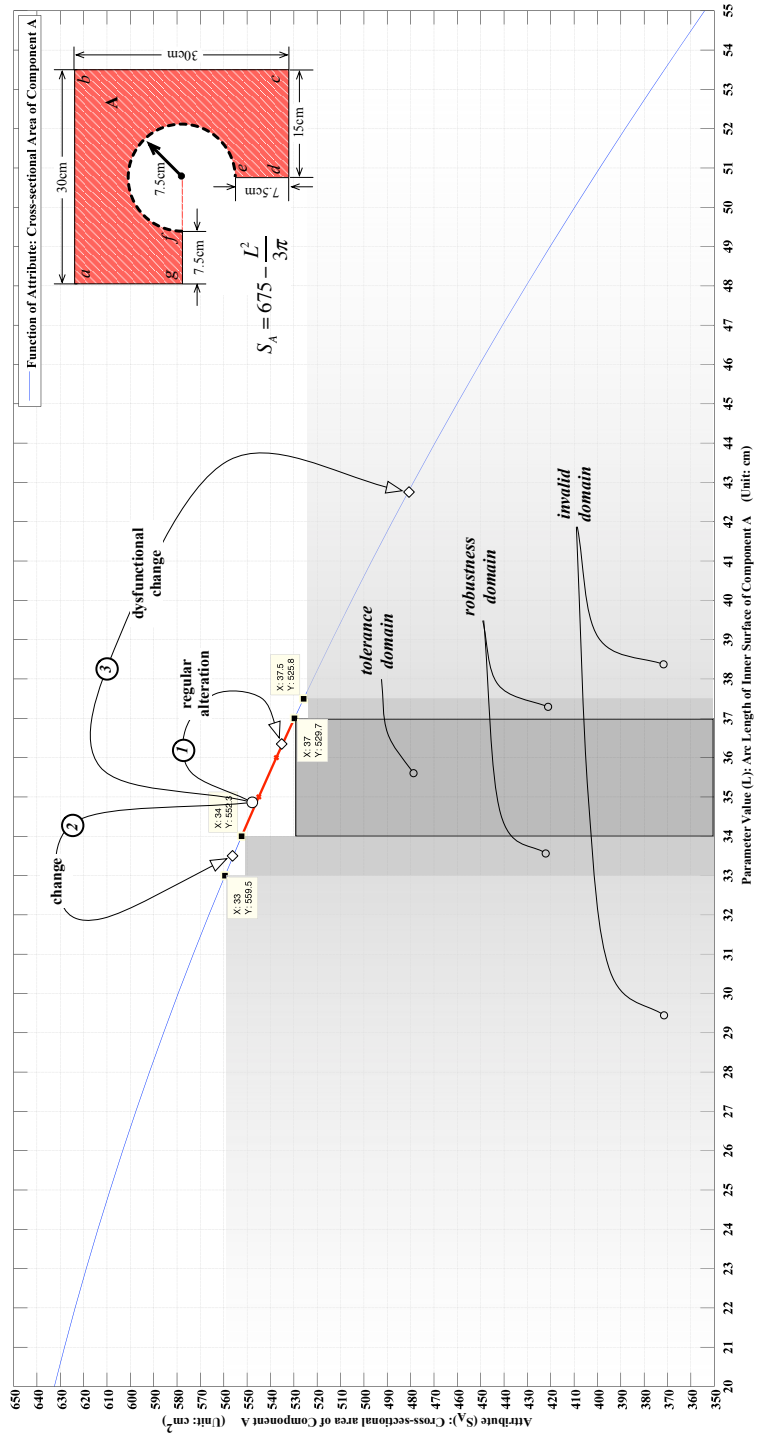 Function of Attribute: Cross-sectional Area of Component A
650
640
630
620
610
600
590
580
570
560
550
540
530
520
510
500
490
480
470
460
450
440
430
420
410
400
390
380
370
360
350
Attribute (S_A): Cross-sectional area of Component A (Unit: cm²)
20 21 22 23 24 25 26 27 28 29 30 31 32 33 34 35 36 37 38 39 40 41 42 43 44 45 46 47 48 49 50 51 52 53 54 55
Parameter Value (L): Arc Length of Inner Surface of Component A (Unit: cm)
30cm
a
b
A
30cm
7.5cm
g
f
e
7.5cm
7.5cm
d
c
15cm
S_A = 675 - L²/3π
change
2
3
1
dysfunctional
change
regular
alteration
X: 33
Y: 559.5
X: 34
Y: 552.3
X: 37
Y: 529.7
X: 37.5
Y: 525.8
tolerance
domain
robustness
domain
invalid
domain